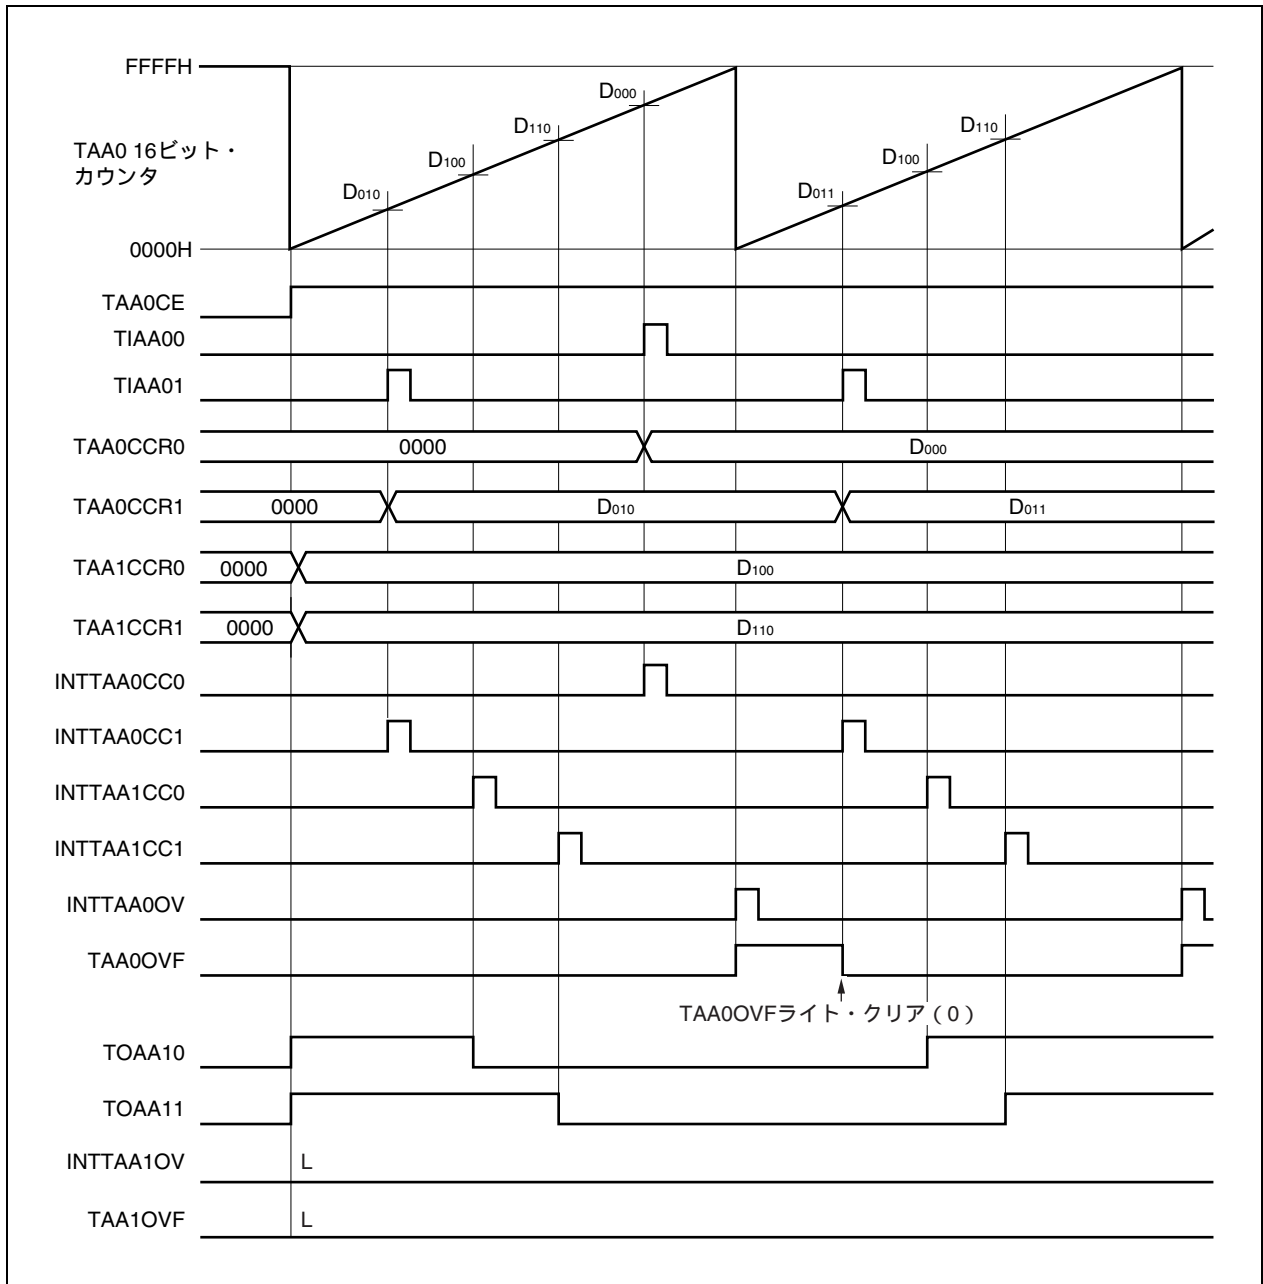 FFFFH
TAA0 16ビット・
カウンタ
0000H
D010
D100
D110
D000
D011
D100
D110
TAA0CE
TIAA00
TIAA01
TAA0CCR0
0000
D000
TAA0CCR1
0000
D010
D011
TAA1CCR0
0000
D100
TAA1CCR1
0000
D110
INTTAA0CC0
INTTAA0CC1
INTTAA1CC0
INTTAA1CC1
INTTAA0OV
TAA0OVF
TAA0OVFライト・クリア（0）
TOAA10
TOAA11
INTTAA1OV
L
TAA1OVF
L